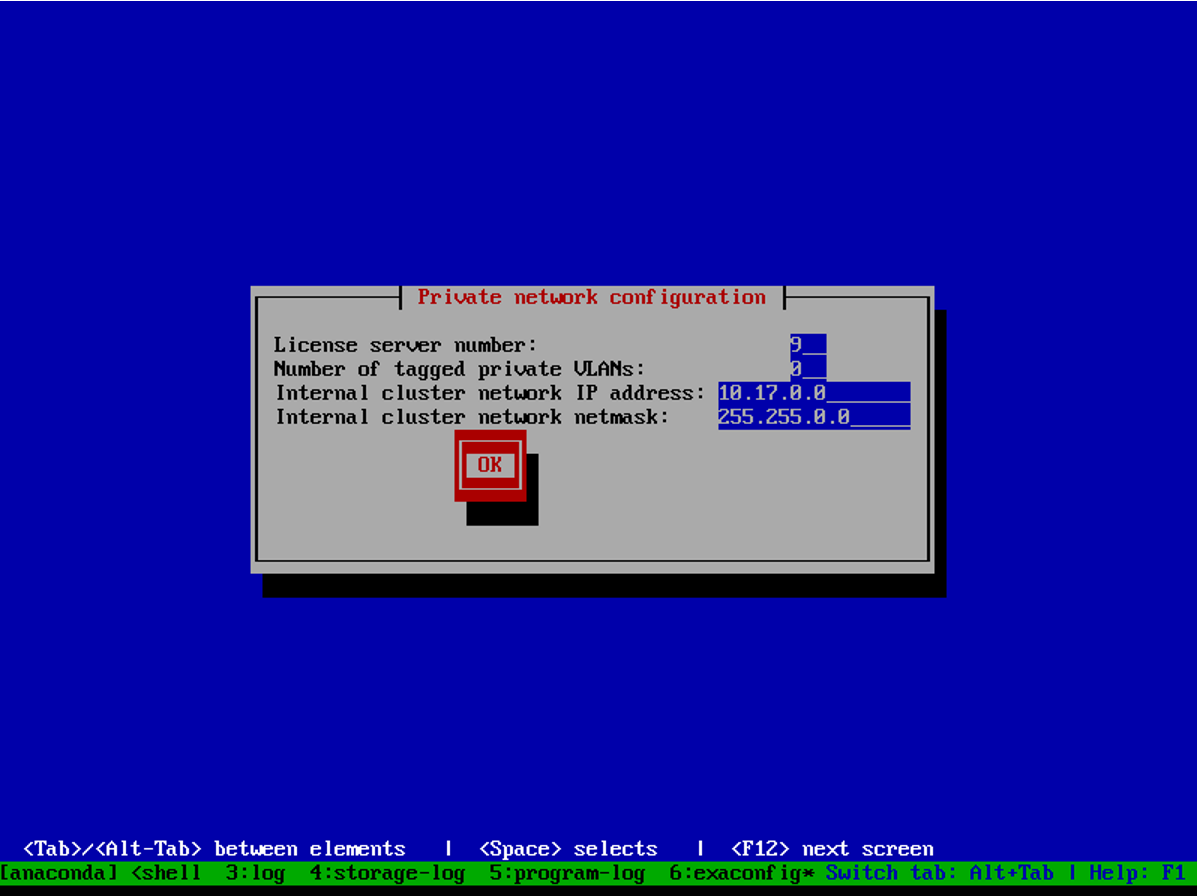 Private network configuration
License server number: 9__
Number of tagged private VLANs: 0__
Internal cluster network IP address: 10.17.0.0_______
Internal cluster network netmask: 255.255.0.0_____
OK
<Tab>/<Alt-Tab> between elements | <Space> selects | <F12> next screen
[anaconda] <shell 3:log 4:storage-log 5:program-log 6:exaconfig* Switch tab: Alt+Tab | Help: F1